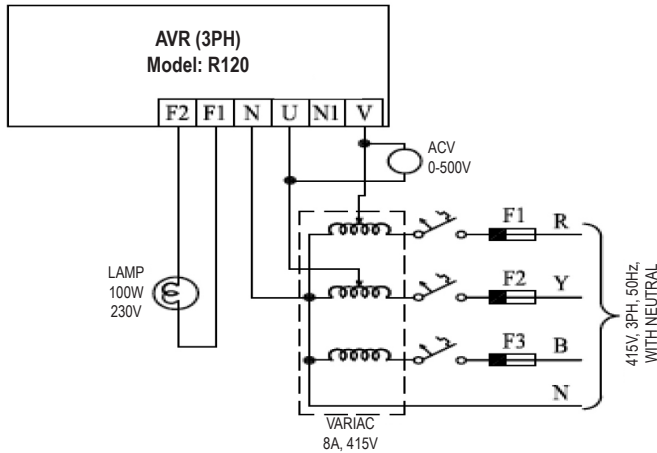 AVR (3PH)
Model: R120
F2 F1 N U N1 V
ACV
0-500V
LAMP
100W
230V
F1 R
F2 Y
F3 B
N
415V, 3PH, 50Hz,
WITH NEUTRAL
VARIAC
8A, 415V